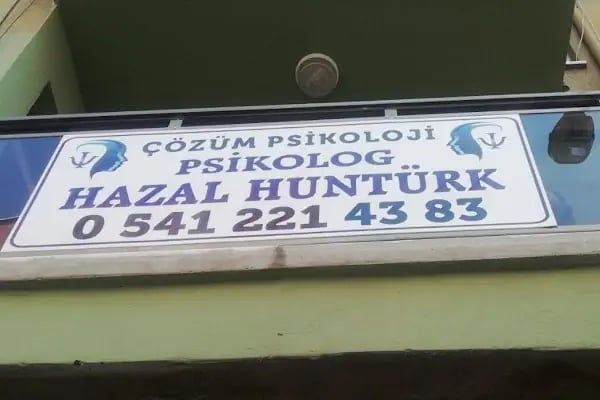 ÇÖZÜM PSİKOLOJİ
PSİKOLOG
HAZAL HUNTÜRK
0 541 221 43 83